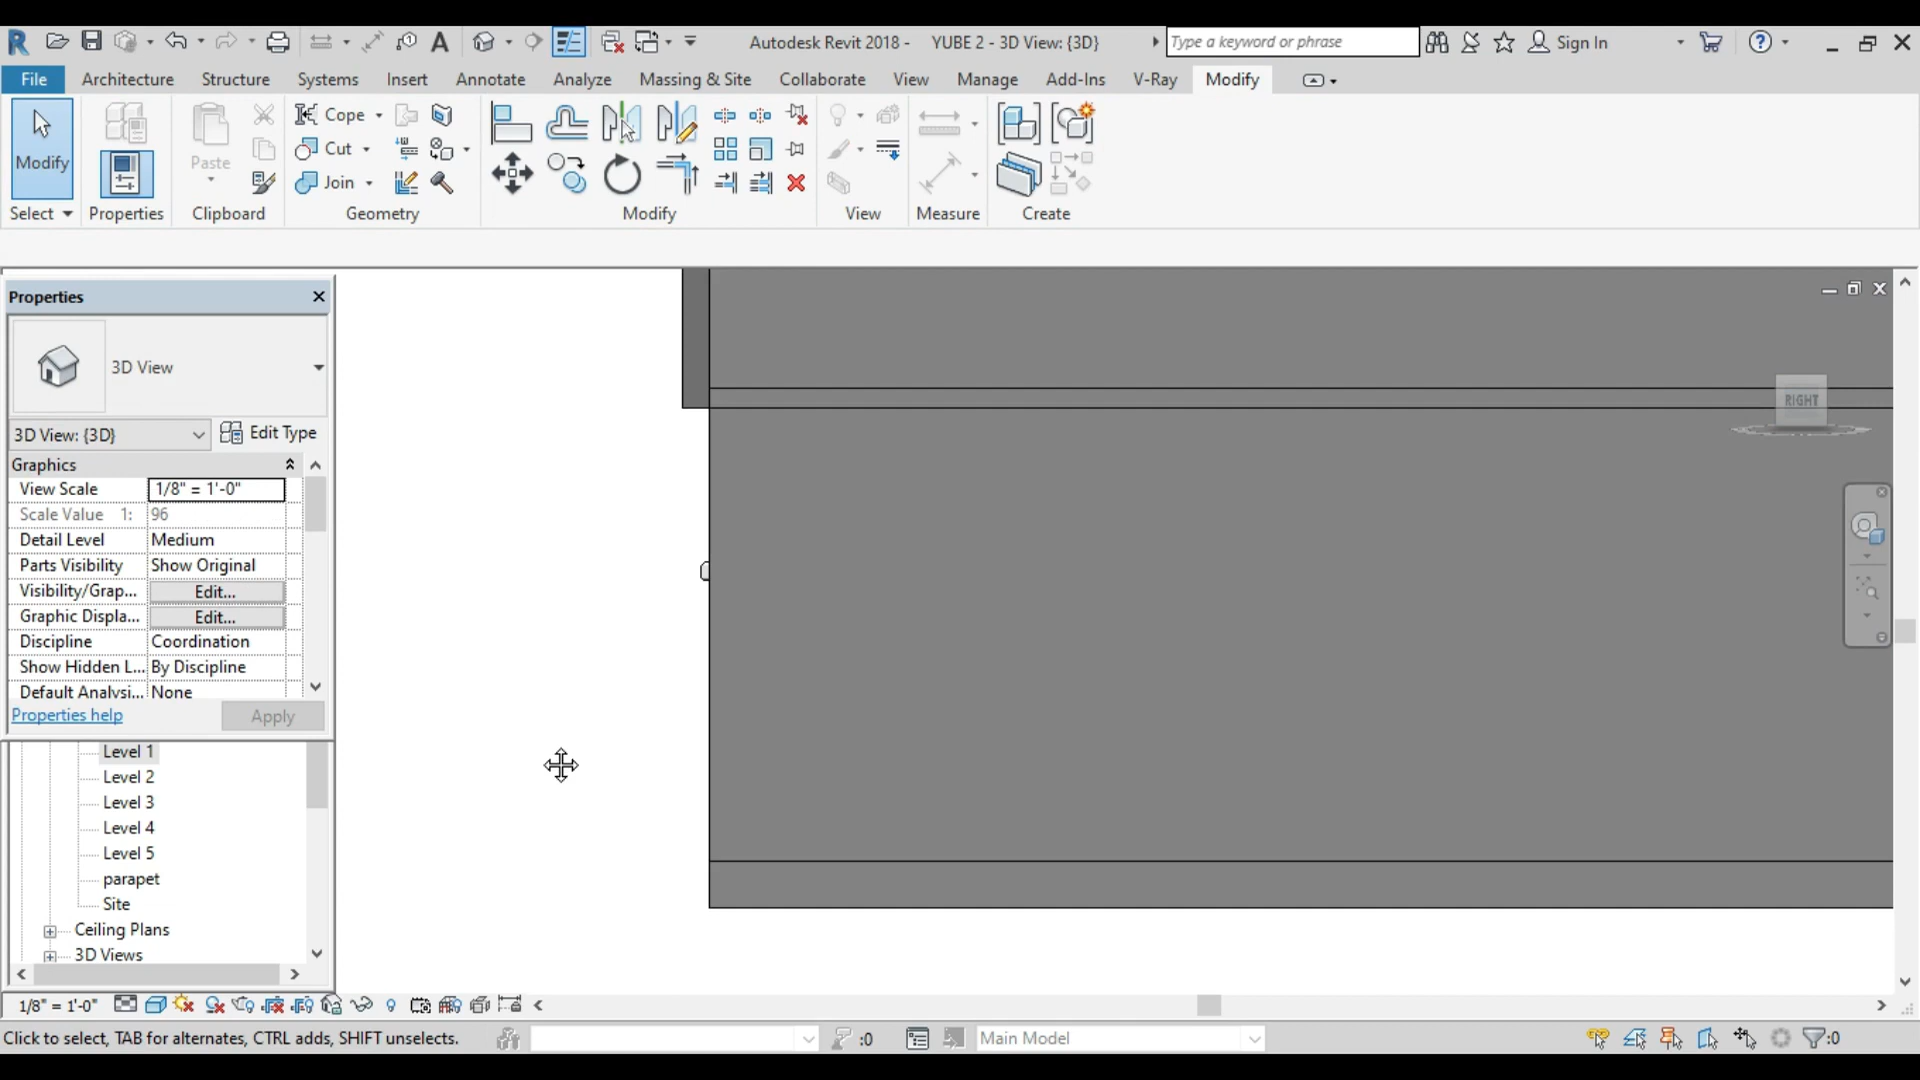 Autodesk Revit 2018 - YUBE 2 - 3D View: {3D}
Type a keyword or phrase
Sign In
File Architecture Structure Systems Insert Annotate Analyze Massing & Site Collaborate View Manage Add-Ins V-Ray Modify
Modify
Paste
Cope
Cut
Join
Select Properties Clipboard Geometry Modify View Measure Create
Properties
3D View
3D View: {3D}
Edit Type
Graphics
View Scale 1/8" = 1'-0"
Scale Value 1: 96
Detail Level Medium
Parts Visibility Show Original
Visibility/Grap... Edit...
Graphic Displa... Edit...
Discipline Coordination
Show Hidden L... By Discipline
Default Analysi... None
Properties help
Apply
Level 1
Level 2
Level 3
Level 4
Level 5
parapet
Site
Ceiling Plans
3D Views
RIGHT
1/8" = 1'-0"
Click to select, TAB for alternates, CTRL adds, SHIFT unselects.
:0
Main Model
:0